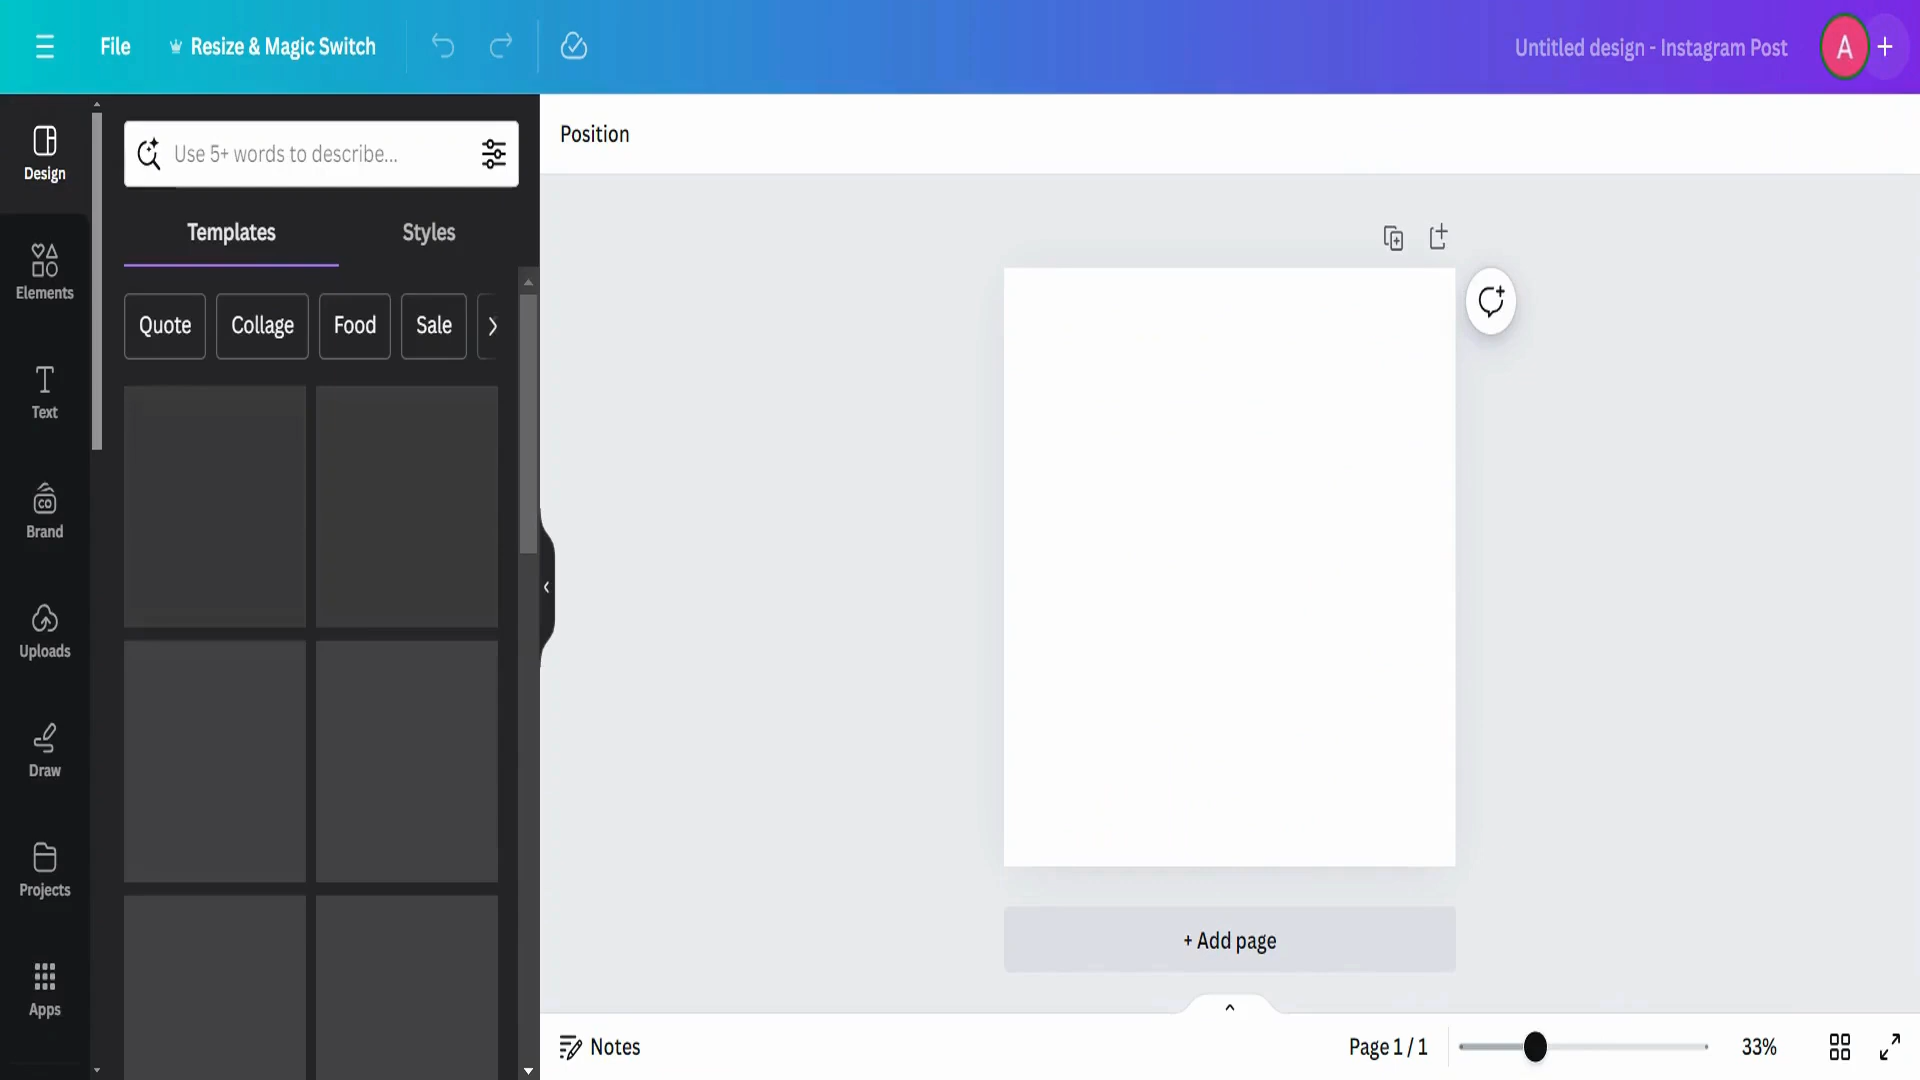 File
Resize & Magic Switch
Untitled design - Instagram Post
A
Design
Elements
Text
CO
Brand
Uploads
Draw
Projects
Apps
Use 5+ words to describe...
Templates
Styles
Quote
Collage
Food
Sale
Position
+ Add page
Notes
Page 1 / 1
33%